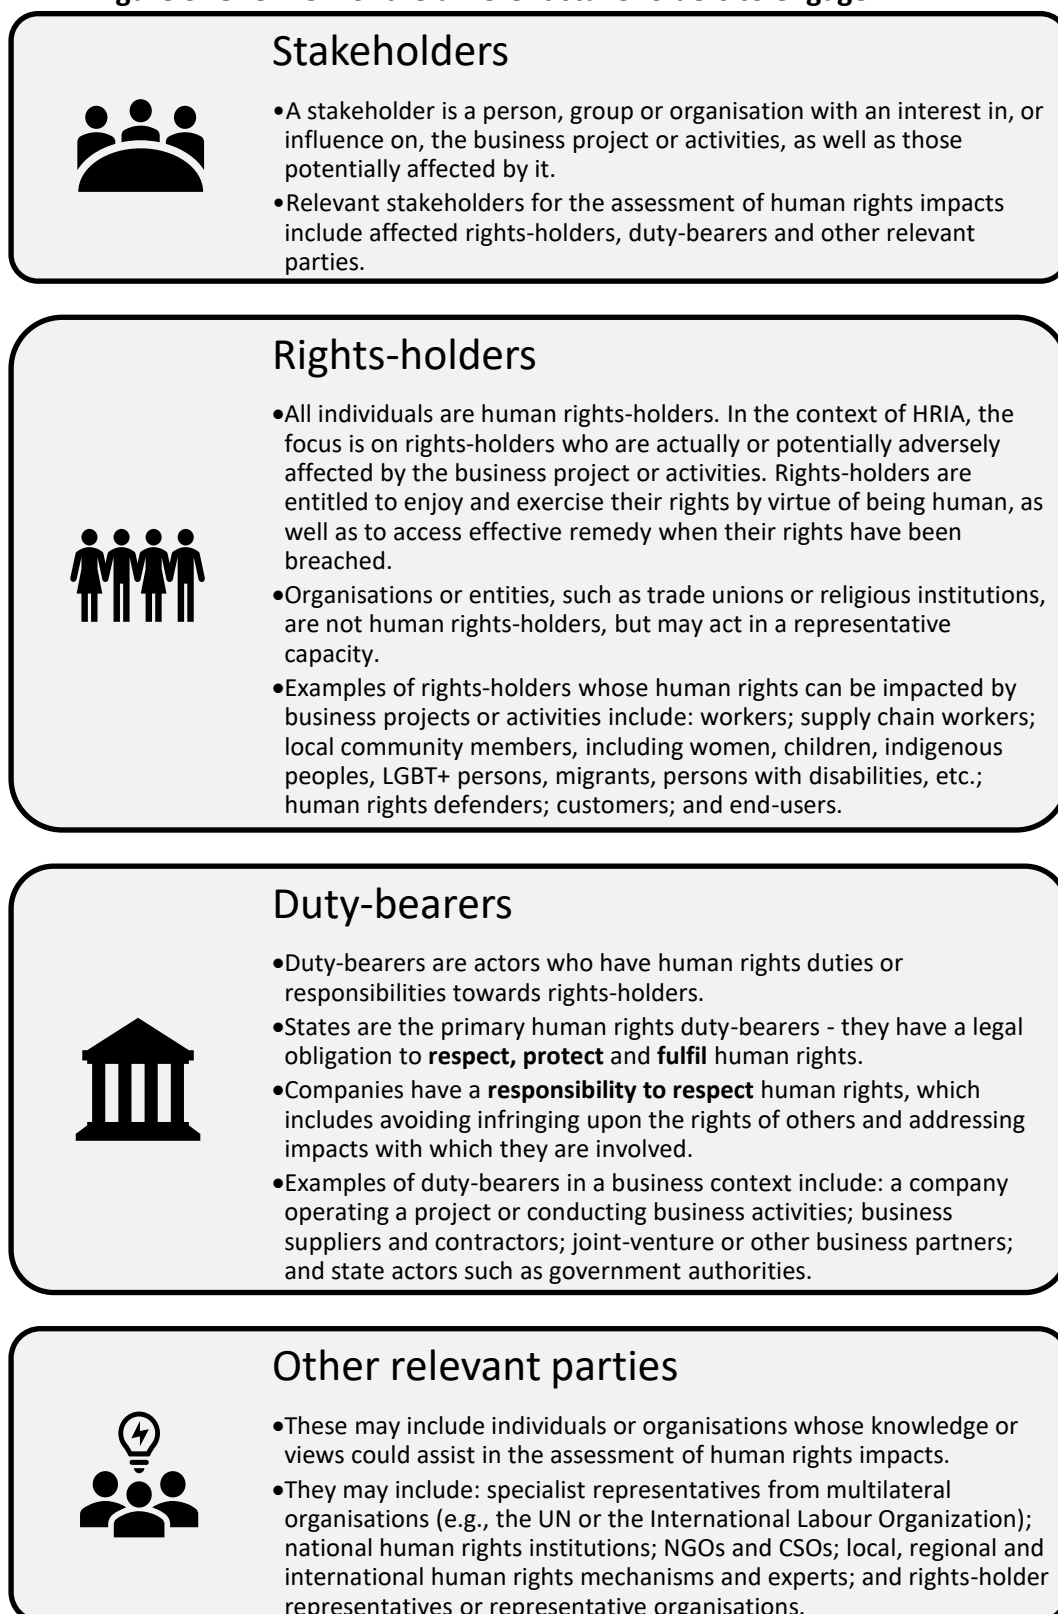 Stakeholders
•A stakeholder is a person, group or organisation with an interest in, or
influence on, the business project or activities, as well as those
potentially affected by it.
•Relevant stakeholders for the assessment of human rights impacts
include affected rights-holders, duty-bearers and other relevant
parties.
Rights-holders
•All individuals are human rights-holders. In the context of HRIA, the
focus is on rights-holders who are actually or potentially adversely
affected by the business project or activities. Rights-holders are
entitled to enjoy and exercise their rights by virtue of being human, as
well as to access effective remedy when their rights have been
breached.
•Organisations or entities, such as trade unions or religious institutions,
are not human rights-holders, but may act in a representative
capacity.
•Examples of rights-holders whose human rights can be impacted by
business projects or activities include: workers; supply chain workers;
local community members, including women, children, indigenous
peoples, LGBT+ persons, migrants, persons with disabilities, etc.;
human rights defenders; customers; and end-users.
Duty-bearers
•Duty-bearers are actors who have human rights duties or
responsibilities towards rights-holders.
•States are the primary human rights duty-bearers - they have a legal
obligation to respect, protect and fulfil human rights.
•Companies have a responsibility to respect human rights, which
includes avoiding infringing upon the rights of others and addressing
impacts with which they are involved.
•Examples of duty-bearers in a business context include: a company
operating a project or conducting business activities; business
suppliers and contractors; joint-venture or other business partners;
and state actors such as government authorities.
Other relevant parties
•These may include individuals or organisations whose knowledge or
views could assist in the assessment of human rights impacts.
•They may include: specialist representatives from multilateral
organisations (e.g., the UN or the International Labour Organization);
national human rights institutions; NGOs and CSOs; local, regional and
international human rights mechanisms and experts; and rights-holder
representatives or representative organisations.